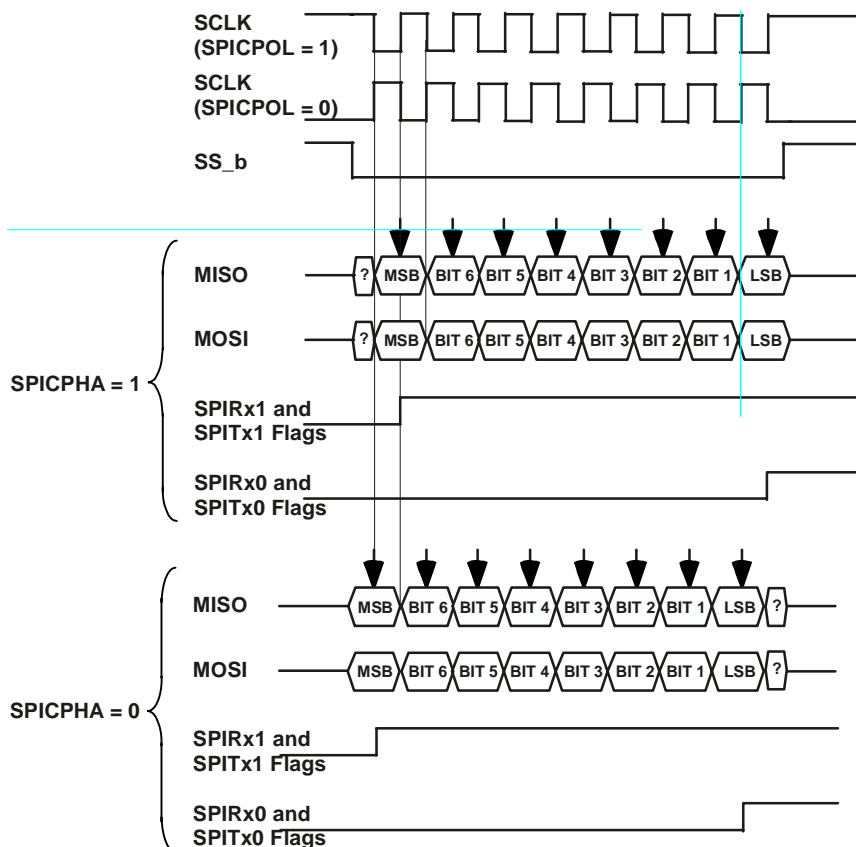 SCLK
(SPICPOL = 1)
SCLK
(SPICPOL = 0)
SS_b
SPICPHA = 1
MISO
? MSB BIT 6 BIT 5 BIT 4 BIT 3 BIT 2 BIT 1 LSB
MOSI
? MSB BIT 6 BIT 5 BIT 4 BIT 3 BIT 2 BIT 1 LSB
SPIRx1 and
SPITx1 Flags
SPIRx0 and
SPITx0 Flags
SPICPHA = 0
MISO
MSB BIT 6 BIT 5 BIT 4 BIT 3 BIT 2 BIT 1 LSB ?
MOSI
MSB BIT 6 BIT 5 BIT 4 BIT 3 BIT 2 BIT 1 LSB ?
SPIRx1 and
SPITx1 Flags
SPIRx0 and
SPITx0 Flags